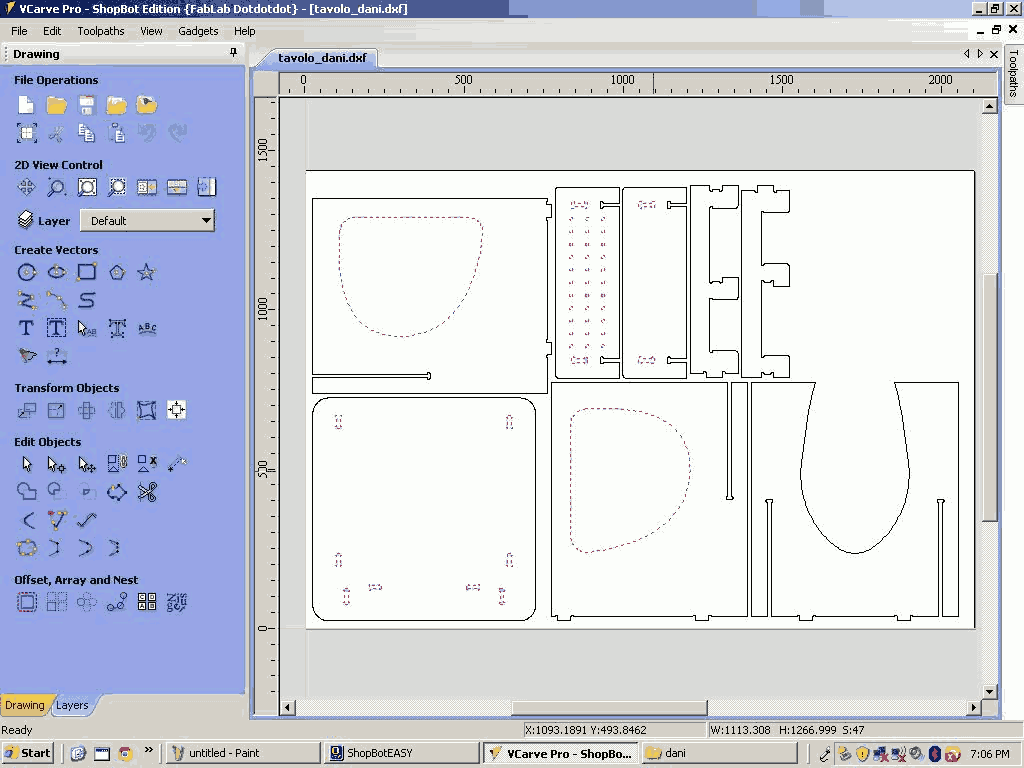 VCarve Pro - ShopBot Edition {FabLab Dotdotdot} - [tavolo_dani.dxf]
File Edit Toolpaths View Gadgets Help
Drawing
tavolo_dani.dxf
Toolpaths
File Operations
0 500 1000 1500 2000
2D View Control
1500
Layer Default
Create Vectors
1000
T T AB T ABC
?
Transform Objects
Edit Objects
500
Offset, Array and Nest
0
Drawing Layers
Ready
X:1093.1891 Y:493.8462
W:1113.308 H:1266.999 S:47
Start
»
untitled - Paint
ShopBotEASY
VCarve Pro - ShopBo...
dani
7:06 PM